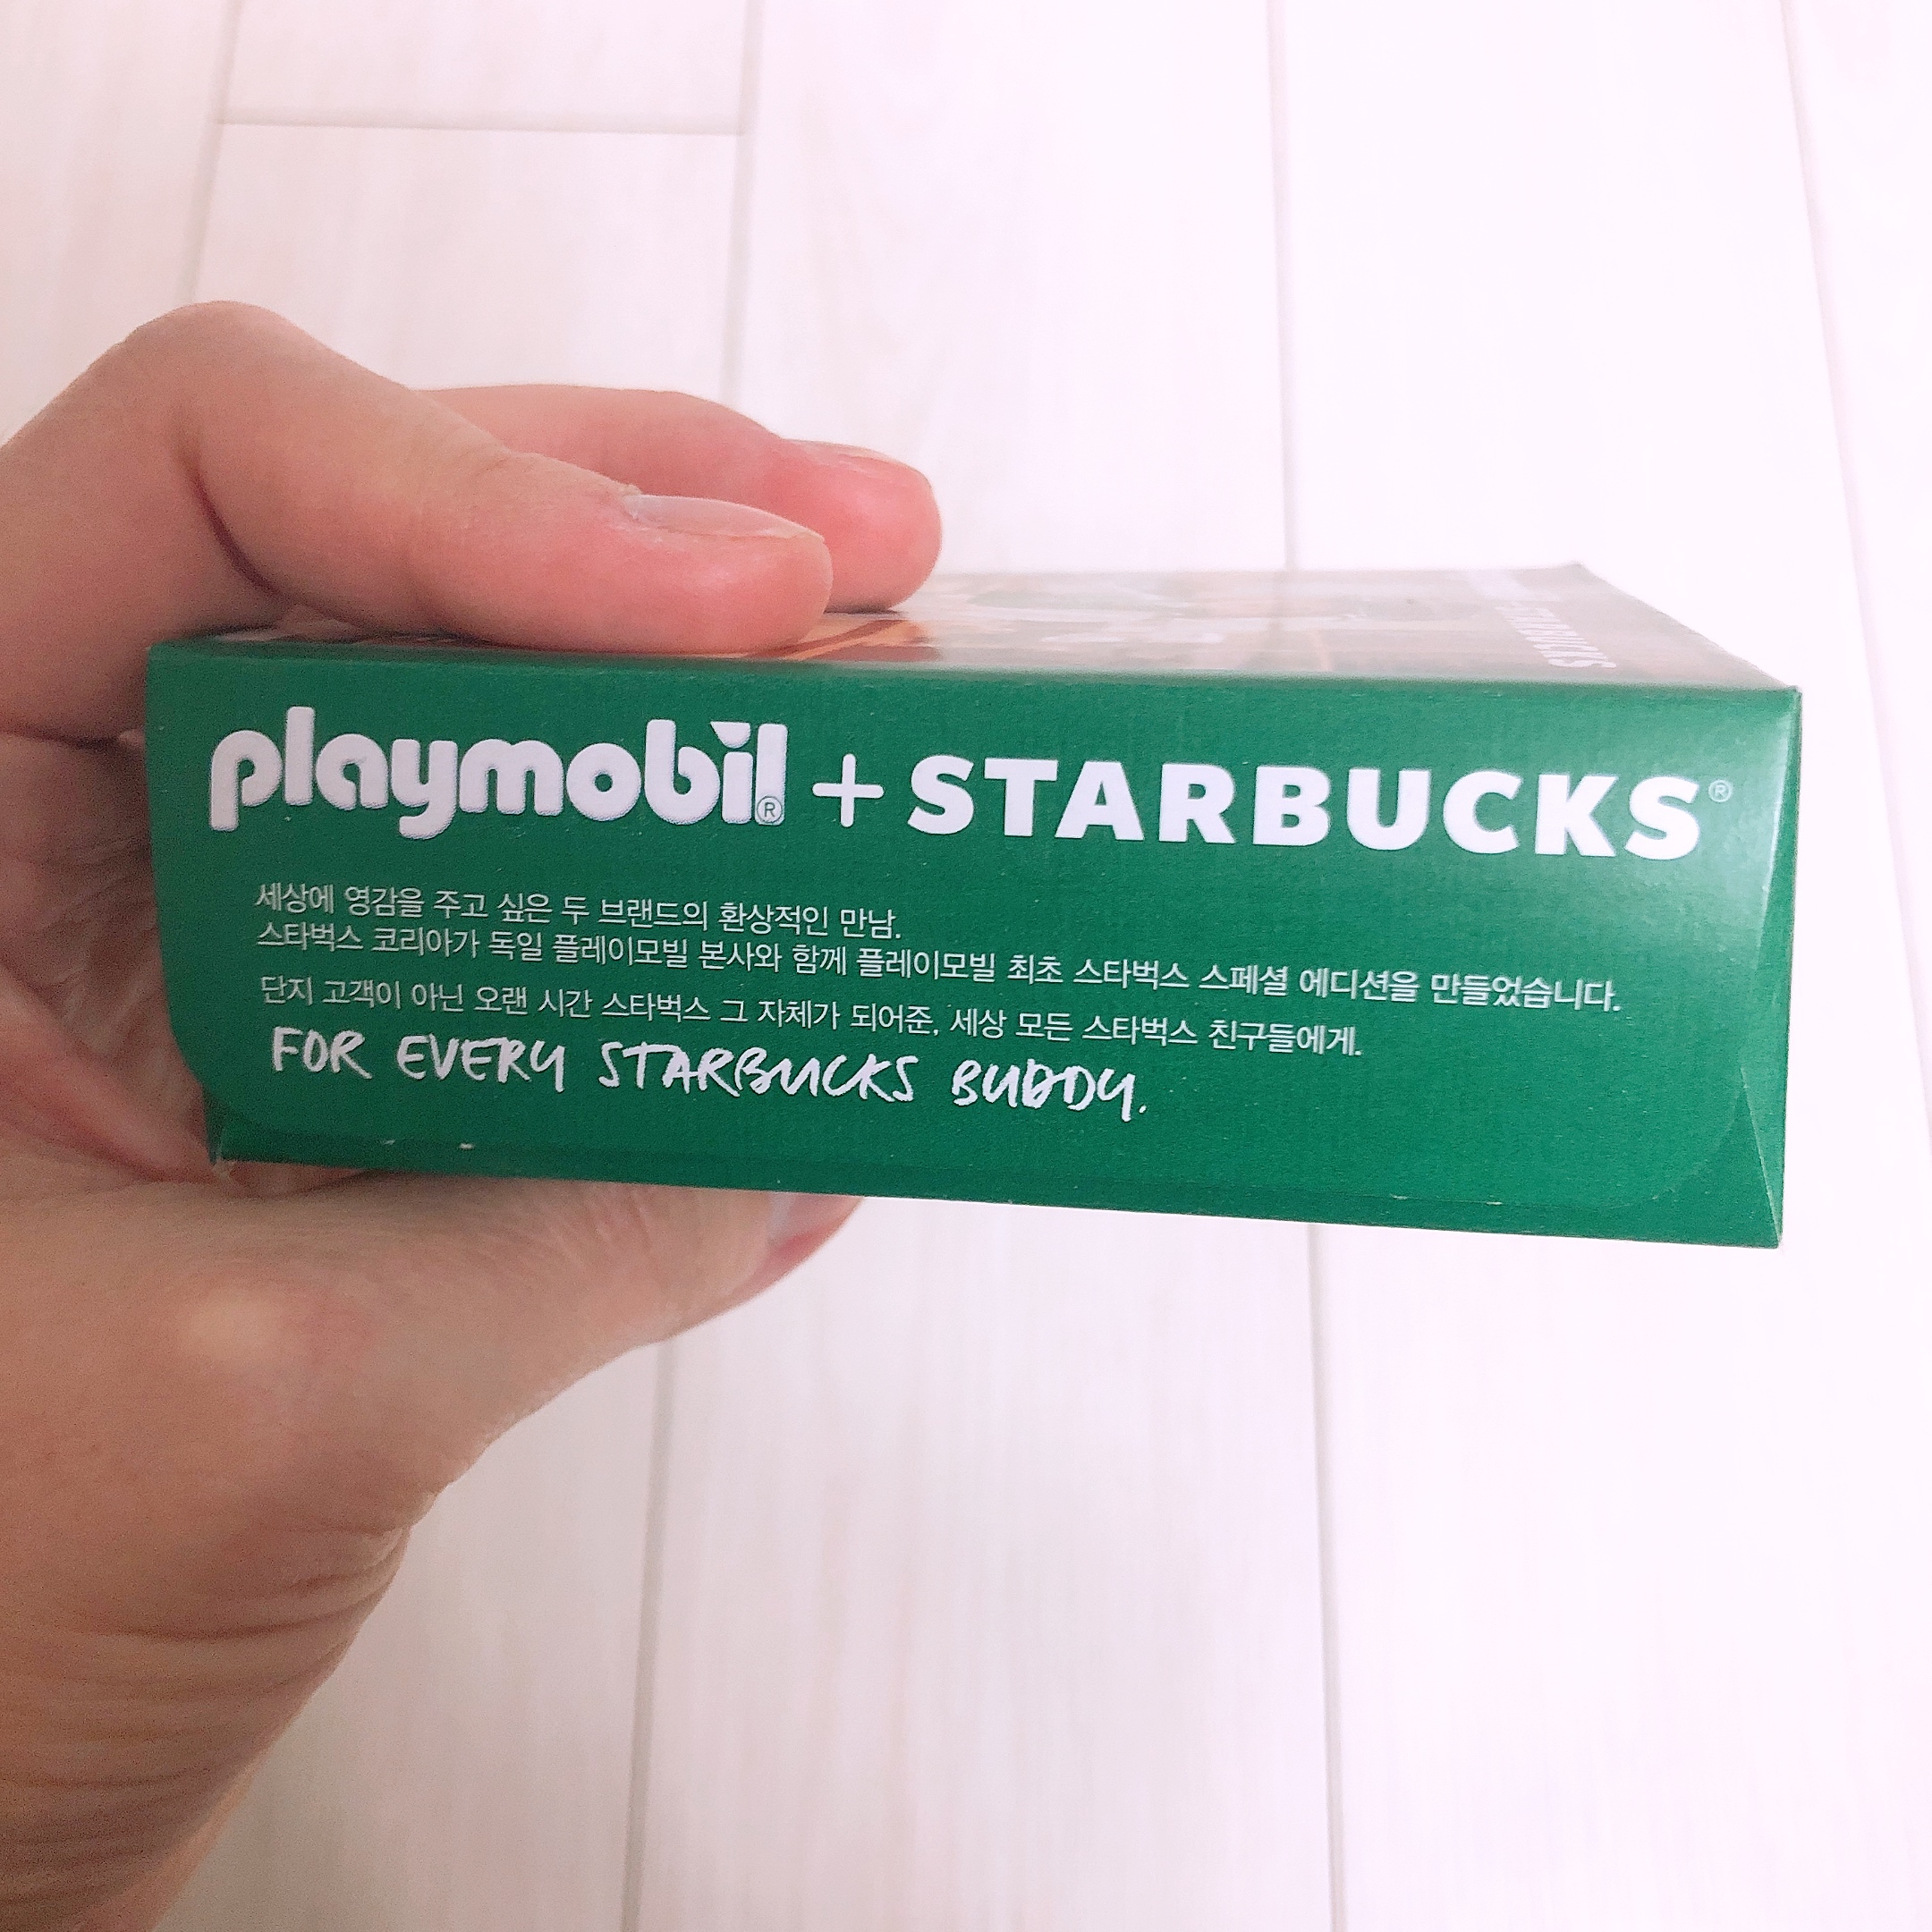 STARBUCKS
playmobil® + STARBUCKS®
세상에 영감을 주고 싶은 두 브랜드의 환상적인 만남.
스타벅스 코리아가 독일 플레이모빌 본사와 함께 플레이모빌 최초 스타벅스 스페셜 에디션을 만들었습니다.
단지 고객이 아닌 오랜 시간 스타벅스 그 자체가 되어준, 세상 모든 스타벅스 친구들에게.
FOR EVERY STARBUCKS BUDDY.